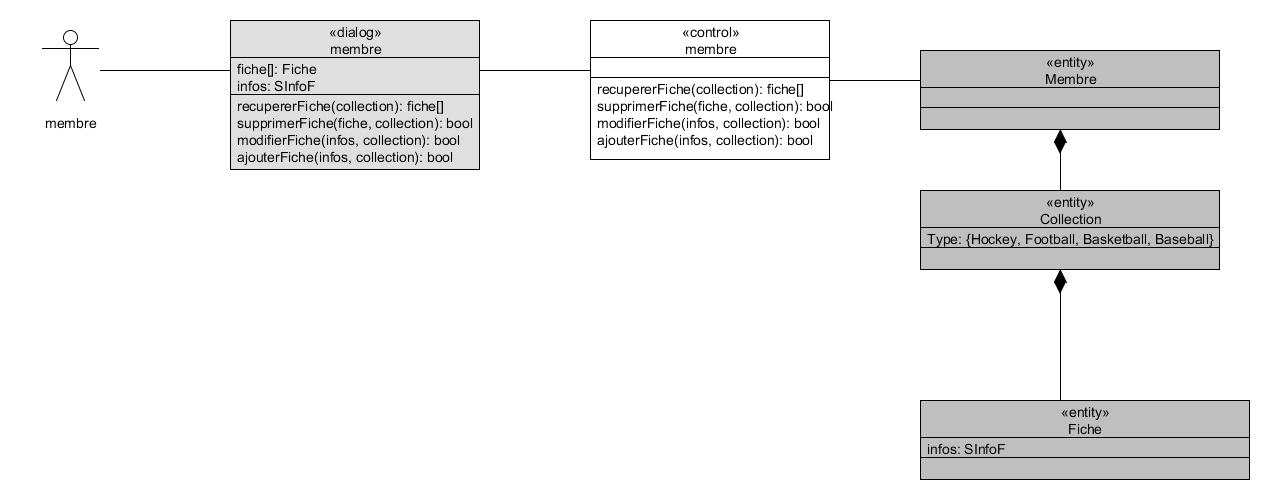 membre
«dialog»
membre
fiche[]: Fiche
infos: SInfoF
recupererFiche(collection): fiche[]
supprimerFiche(fiche, collection): bool
modifierFiche(infos, collection): bool
ajouterFiche(infos, collection): bool
«control»
membre
recupererFiche(collection): fiche[]
supprimerFiche(fiche, collection): bool
modifierFiche(infos, collection): bool
ajouterFiche(infos, collection): bool
«entity»
Membre
«entity»
Collection
Type: {Hockey, Football, Basketball, Baseball}
«entity»
Fiche
infos: SInfoF